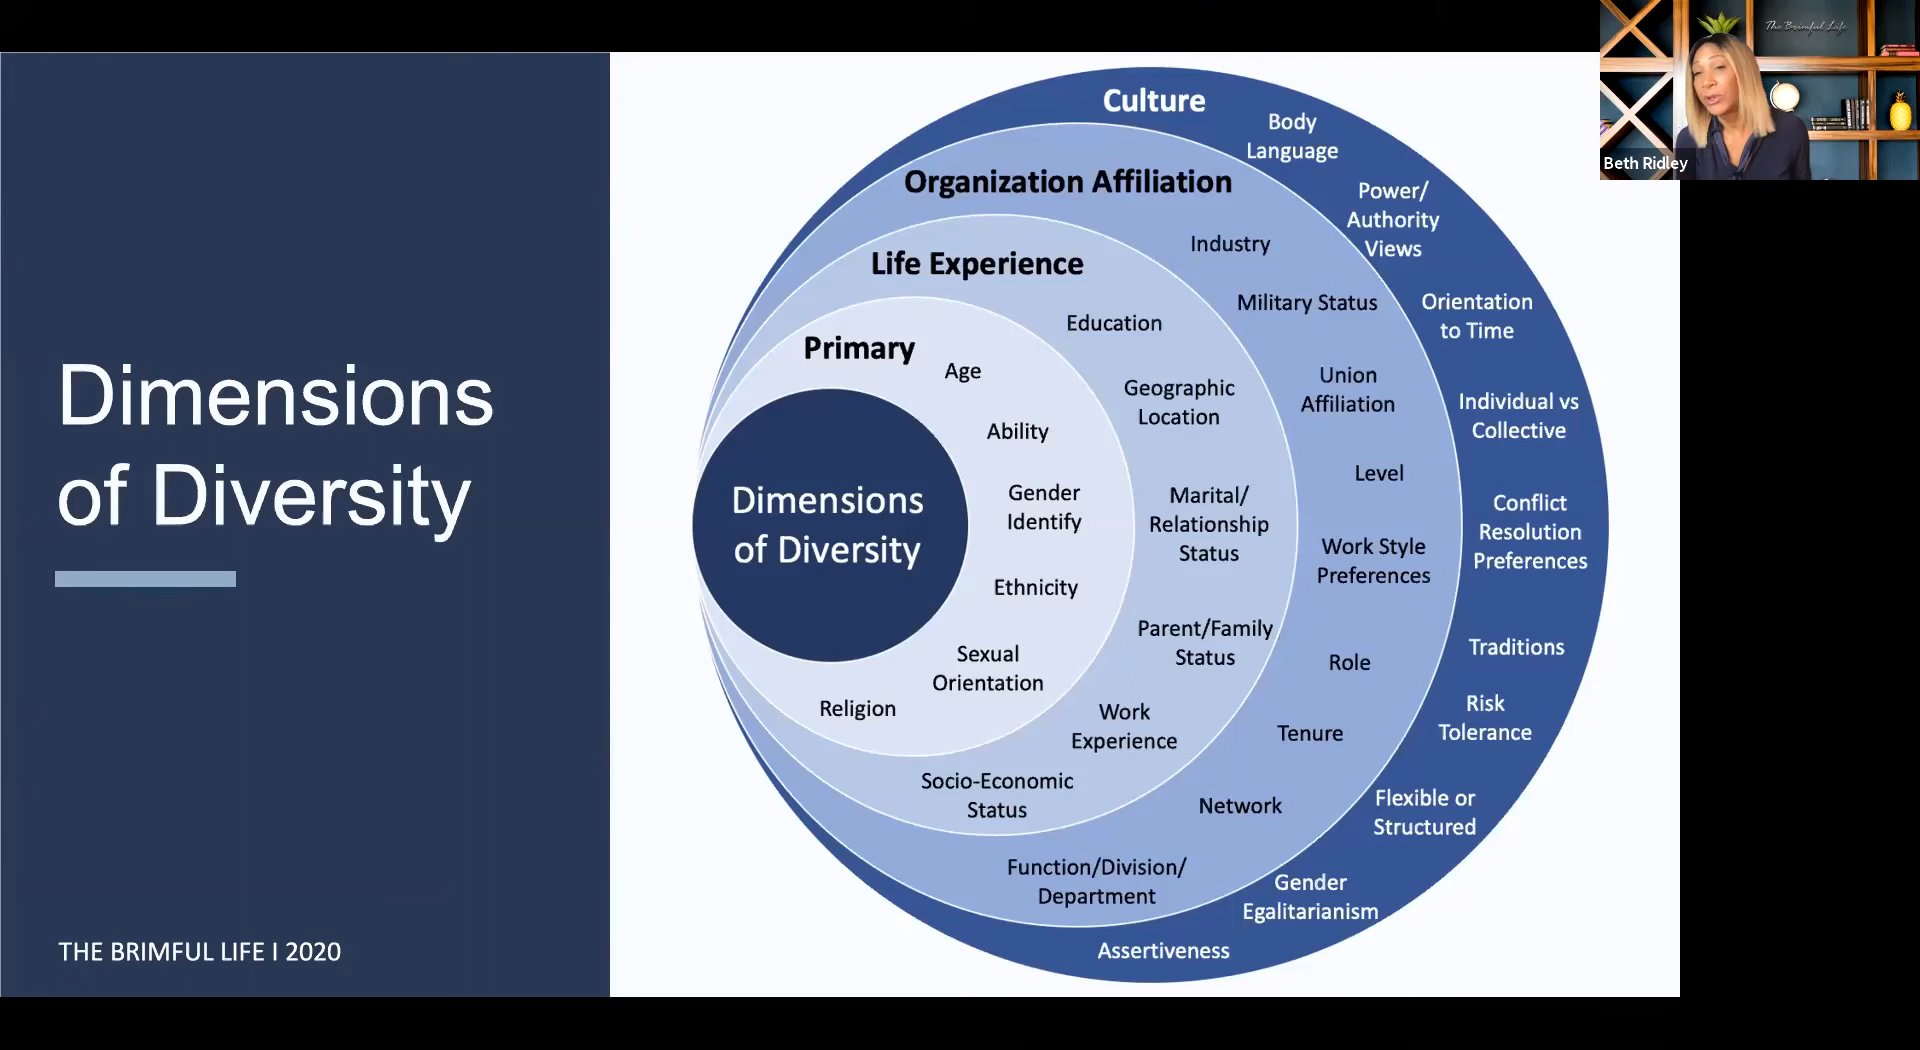 Dimensions
of Diversity
THE BRIMFUL LIFE I 2020
Culture
Body
Language
Power/
Authority
Views
Orientation
to Time
Individual vs
Collective
Conflict
Resolution
Preferences
Traditions
Risk
Tolerance
Flexible or
Structured
Gender
Egalitarianism
Assertiveness
Organization Affiliation
Industry
Military Status
Union
Affiliation
Level
Work Style
Preferences
Role
Tenure
Network
Function/Division/
Department
Life Experience
Education
Geographic
Location
Marital/
Relationship
Status
Parent/Family
Status
Work
Experience
Socio-Economic
Status
Primary
Age
Ability
Gender
Identify
Ethnicity
Sexual
Orientation
Religion
Dimensions
of Diversity
The Brimful Life
Beth Ridley